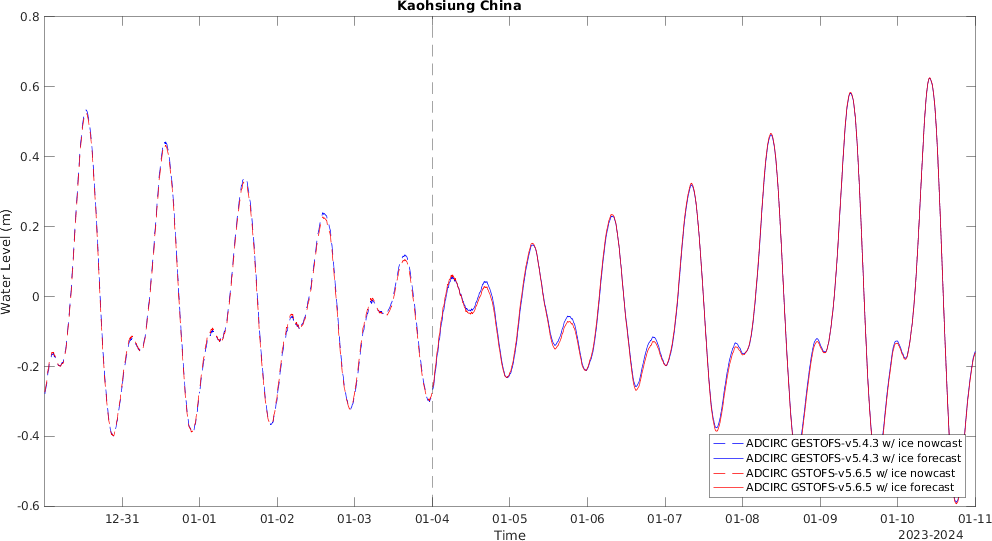 Kaohsiung China
0.8
0.6
0.4
0.2
0
-0.2
-0.4
-0.6
Water Level (m)
ADCIRC GESTOFS-v5.4.3 w/ ice nowcast
ADCIRC GESTOFS-v5.4.3 w/ ice forecast
ADCIRC GSTOFS-v5.6.5 w/ ice nowcast
ADCIRC GSTOFS-v5.6.5 w/ ice forecast
12-31 01-01 01-02 01-03 01-04 01-05 01-06 01-07 01-08 01-09 01-10 01-11
Time
2023-2024